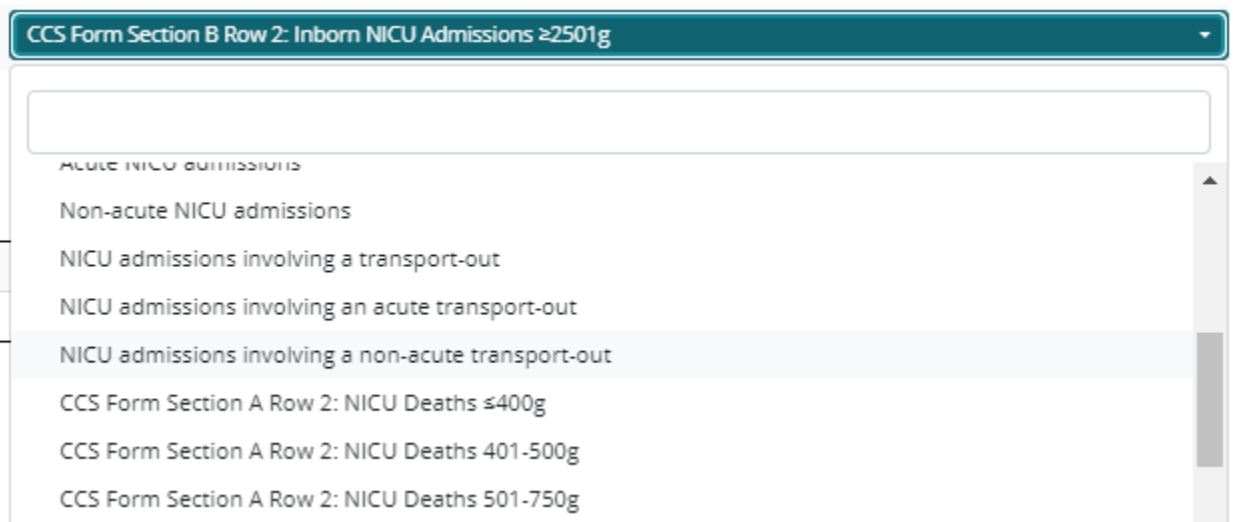 CCS Form Section B Row 2: Inborn NICU Admissions ≥2501g
Acute NICU admissions
Non-acute NICU admissions
NICU admissions involving a transport-out
NICU admissions involving an acute transport-out
NICU admissions involving a non-acute transport-out
CCS Form Section A Row 2: NICU Deaths ≤400g
CCS Form Section A Row 2: NICU Deaths 401-500g
CCS Form Section A Row 2: NICU Deaths 501-750g